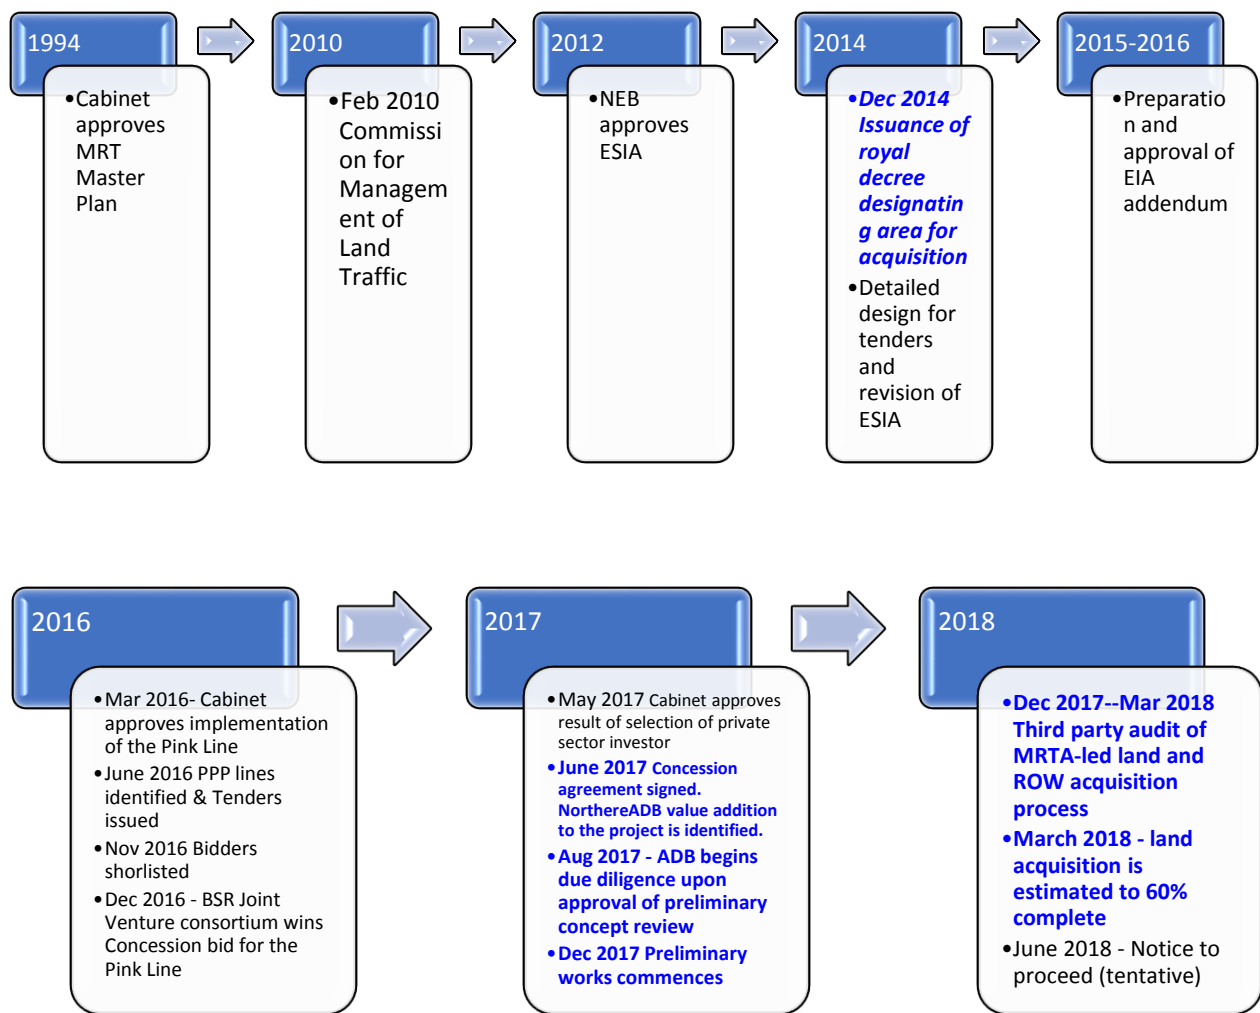 1994
•Cabinet
approves
MRT
Master
Plan
2010
•Feb 2010
Commissi
on for
Managem
ent of
Land
Traffic
2012
•NEB
approves
ESIA
2014
•Dec 2014
Issuance of
royal
decree
designatin
g area for
acquisition
•Detailed
design for
tenders
and
revision of
ESIA
2015-2016
•Preparatio
n and
approval of
EIA
addendum
2016
•Mar 2016- Cabinet
approves implementation
of the Pink Line
•June 2016 PPP lines
identified & Tenders
issued
•Nov 2016 Bidders
shorlisted
•Dec 2016 - BSR Joint
Venture consortium wins
Concession bid for the
Pink Line
2017
•May 2017 Cabinet approves
result of selection of private
sector investor
•June 2017 Concession
agreement signed.
NorthereADB value addition
to the project is identified.
•Aug 2017 - ADB begins
due diligence upon
approval of preliminary
concept review
•Dec 2017 Preliminary
works commences
2018
•Dec 2017--Mar 2018
Third party audit of
MRTA-led land and
ROW acquisition
process
•March 2018 - land
acquisition is
estimated to 60%
complete
•June 2018 - Notice to
proceed (tentative)